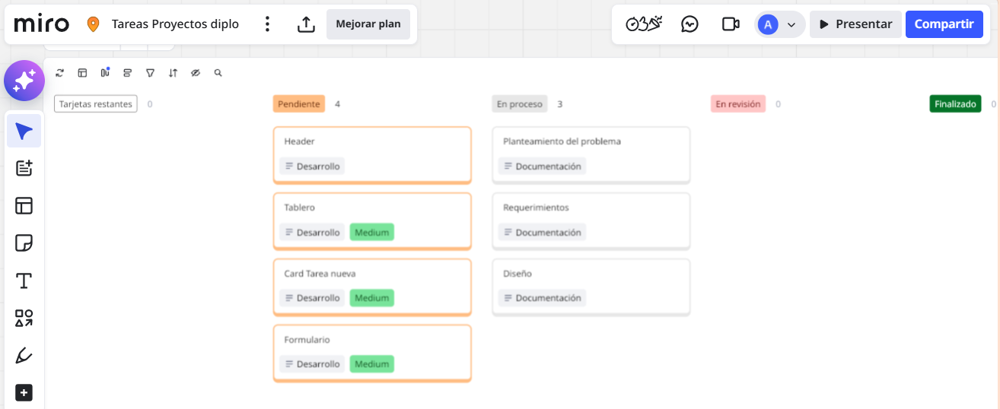 miro Tareas Proyectos diplo Mejorar plan A Presentar Compartir
Tarjetas restantes 0
Pendiente 4
Header
Desarrollo
Tablero
Desarrollo Medium
Card Tarea nueva
Desarrollo Medium
Formulario
Desarrollo Medium
En proceso 3
Planteamiento del problema
Documentación
Requerimientos
Documentación
Diseño
Documentación
En revisión 0
Finalizado 0